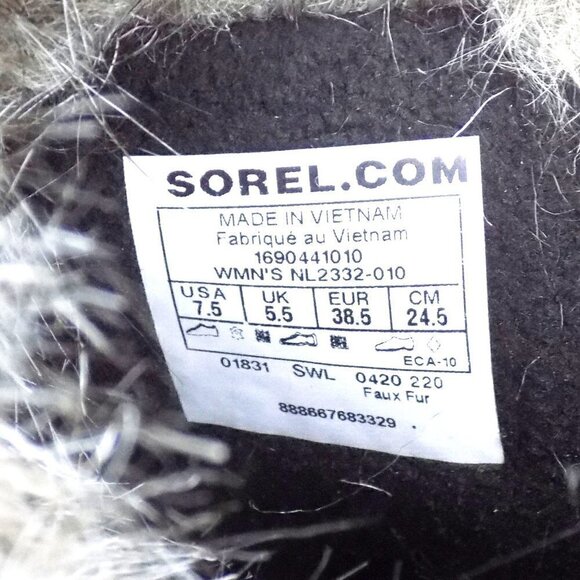 SOREL.COM
MADE IN VIETNAM
Fabriqué au Vietnam
1690441010
WMN'S NL2332-010
USA UK EUR CM
7.5 5.5 38.5 24.5
ECA-10
01831 SWL 0420 220
Faux Fur
888667683329 .